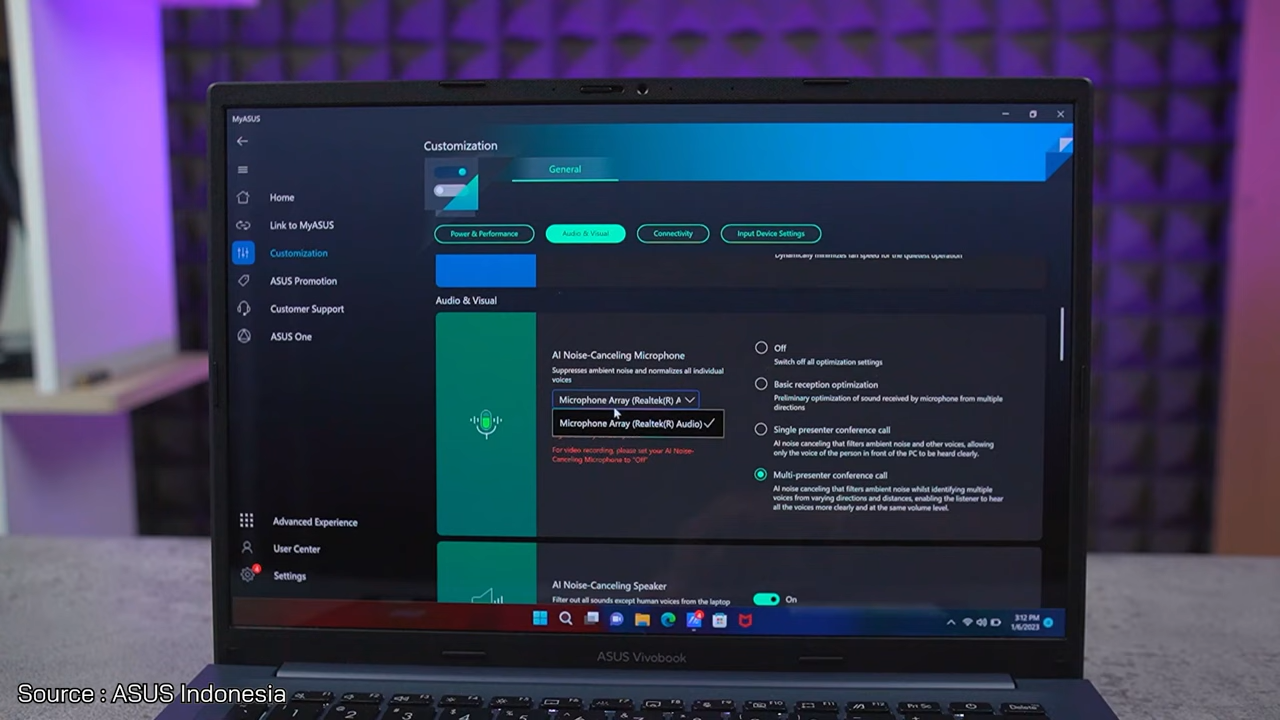 MyASUS
Customization
General
Home
Link to MyASUS
Customization
ASUS Promotion
Customer Support
ASUS One
Advanced Experience
User Center
Settings
Power & Performance
Audio & Visual
Connectivity
Input Device Settings
Dynamically minimizes fan speed for the quietest operation
Audio & Visual
AI Noise-Canceling Microphone
Suppresses ambient noise and normalizes all individual
voices
Microphone Array (Realtek(R) A
Microphone Array (Realtek(R) Audio)
For video recording, please set your AI Noise-
Canceling Microphone to "Off"
Off
Switch off all optimization settings
Basic reception optimization
Preliminary optimization of sound received by microphone from multiple
directions
Single presenter conference call
AI noise canceling that filters ambient noise and other voices, allowing
only the voice of the person in front of the PC to be heard clearly.
Multi-presenter conference call
AI noise canceling that filters ambient noise whilst identifying multiple
voices from varying directions and distances, enabling the listener to hear
all the voices more clearly and at the same volume level.
AI Noise-Canceling Speaker
Filter out all sounds except human voices from the laptop
On
3:12 PM
1/6/2023
ASUS Vivobook
Source : ASUS Indonesia